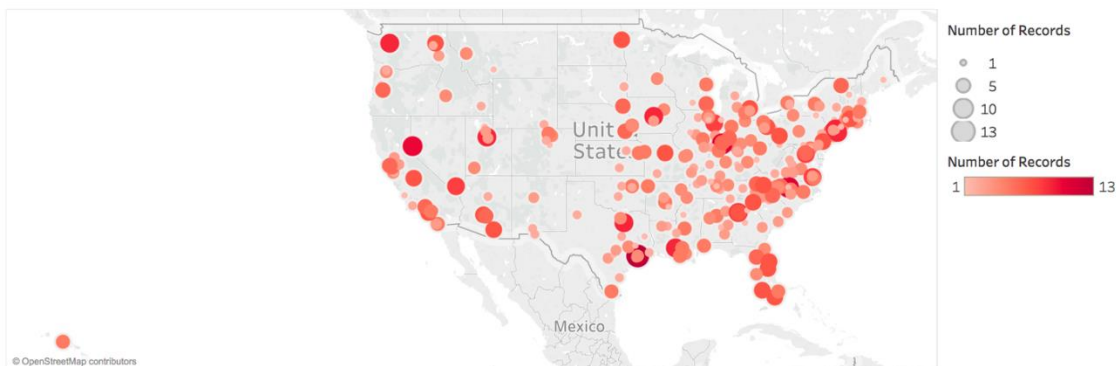 Number of Records
1
5
10
13
Number of Records
1 13
Unit
State
Mexico
© OpenStreetMap contributors